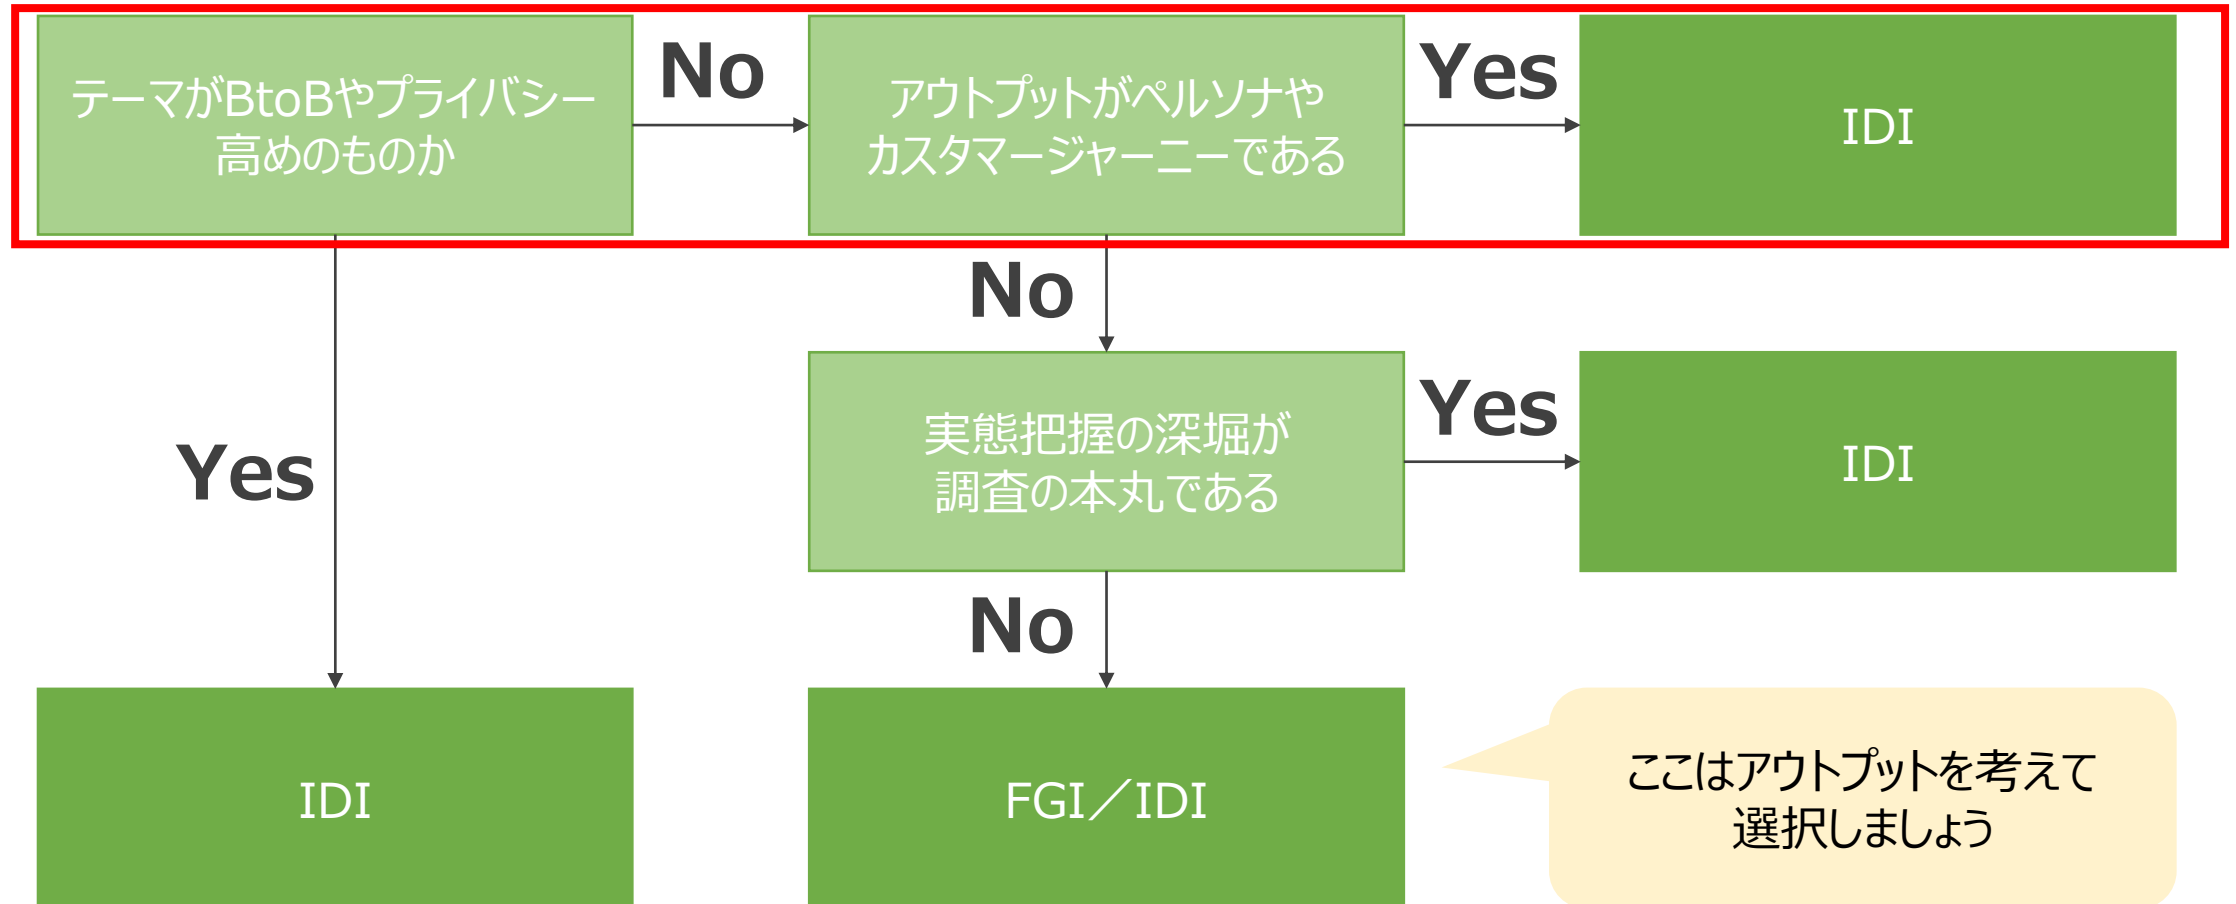 テーマがBtoBやプライバシー
高めのものか
No
アウトプットがペルソナや
カスタマージャーニーである
Yes
IDI
No
実態把握の深堀が
調査の本丸である
Yes
IDI
Yes
No
IDI
FGI／IDI
ここはアウトプットを考えて
選択しましょう